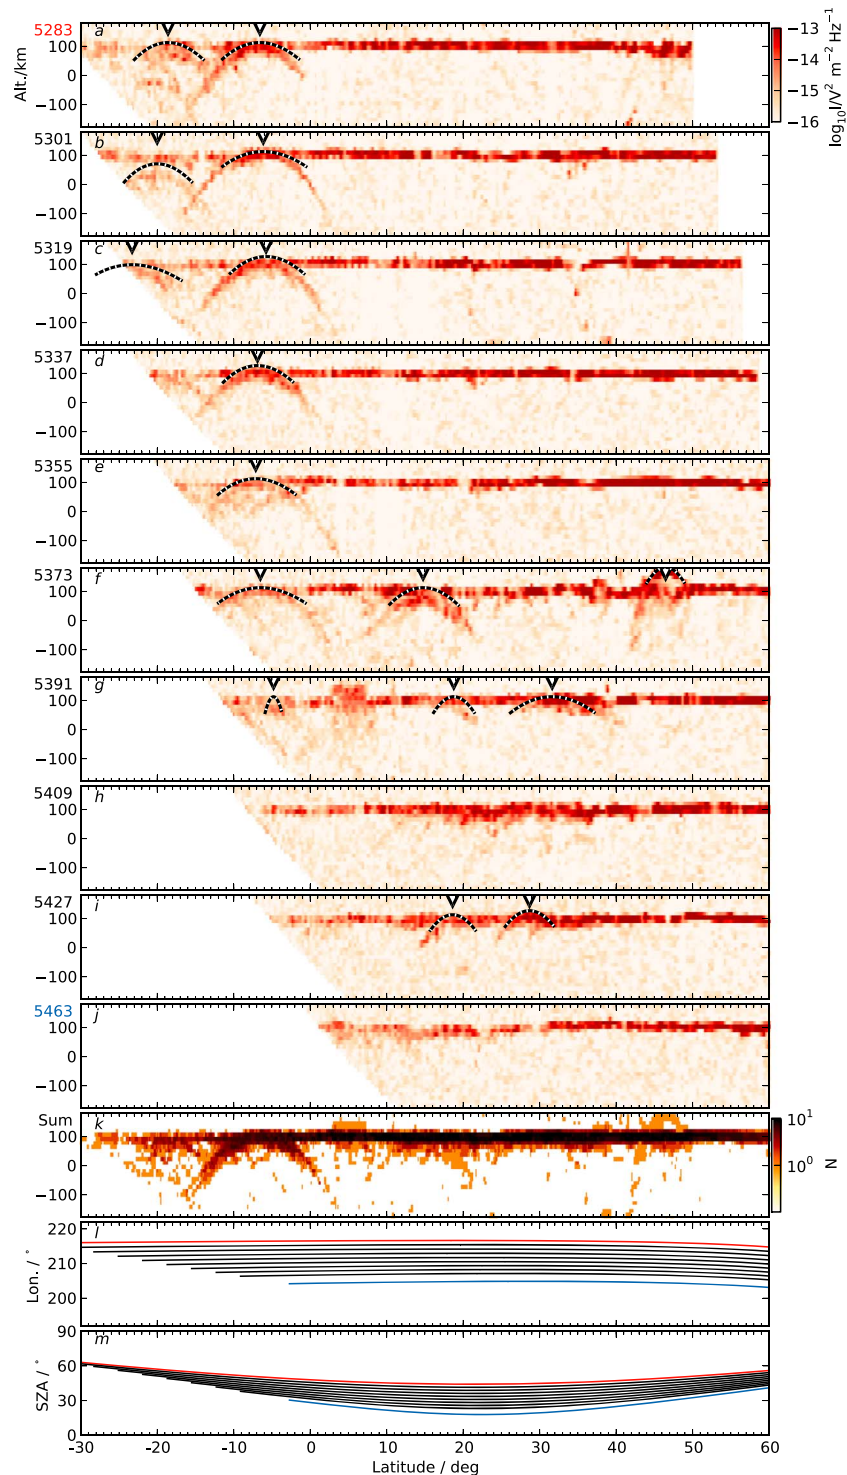 5283
a
100
0
−100
Alt./km
−13
−14
−15
−16
log10I/V2 m−2 Hz−1
5301
b
100
0
−100
5319
c
100
0
−100
5337
d
100
0
−100
5355
e
100
0
−100
5373
f
100
0
−100
5391
g
100
0
−100
5409
h
100
0
−100
5427
i
100
0
−100
5463
j
100
0
−100
Sum
k
100
0
−100
10^1
10^0
N
l
220
210
200
Lon. / °
m
90
60
30
0
SZA / °
-30 -20 -10 0 10 20 30 40 50 60
Latitude / deg